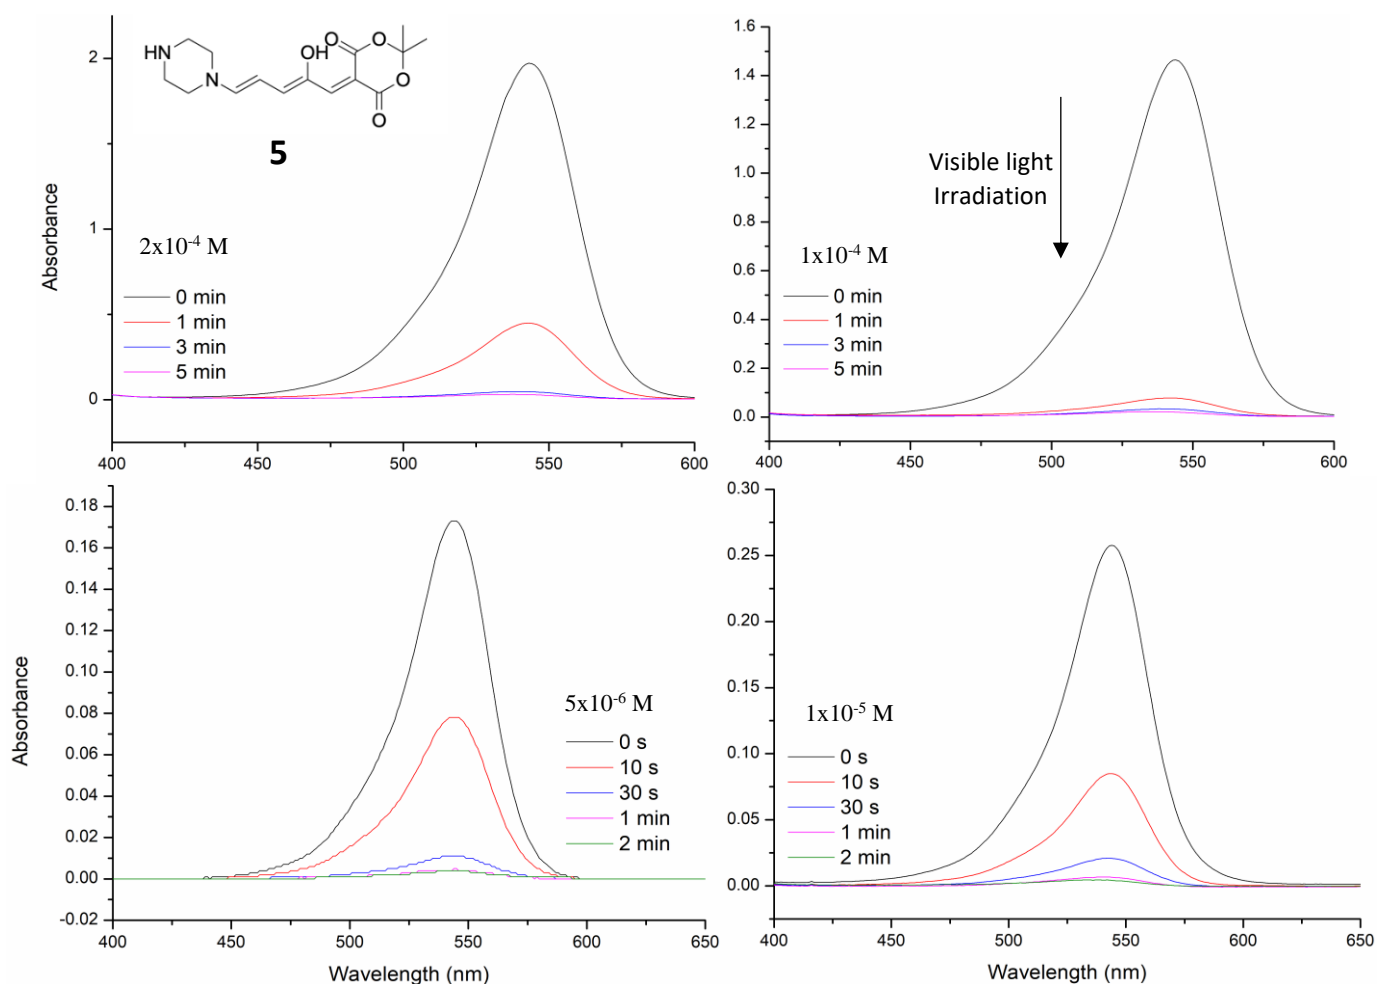 HN
N
OH
O
O
O
O
5
2
1
0
Absorbance
2x10-4 M
0 min
1 min
3 min
5 min
400
450
500
550
600
1.6
1.4
1.2
1.0
0.8
0.6
0.4
0.2
0.0
Visible light
Irradiation
1x10-4 M
0 min
1 min
3 min
5 min
400
450
500
550
600
0.18
0.16
0.14
0.12
0.10
0.08
0.06
0.04
0.02
0.00
-0.02
Absorbance
5x10-6 M
0 s
10 s
30 s
1 min
2 min
400
450
500
550
600
650
Wavelength (nm)
0.30
0.25
0.20
0.15
0.10
0.05
0.00
1x10-5 M
0 s
10 s
30 s
1 min
2 min
400
450
500
550
600
650
Wavelength (nm)